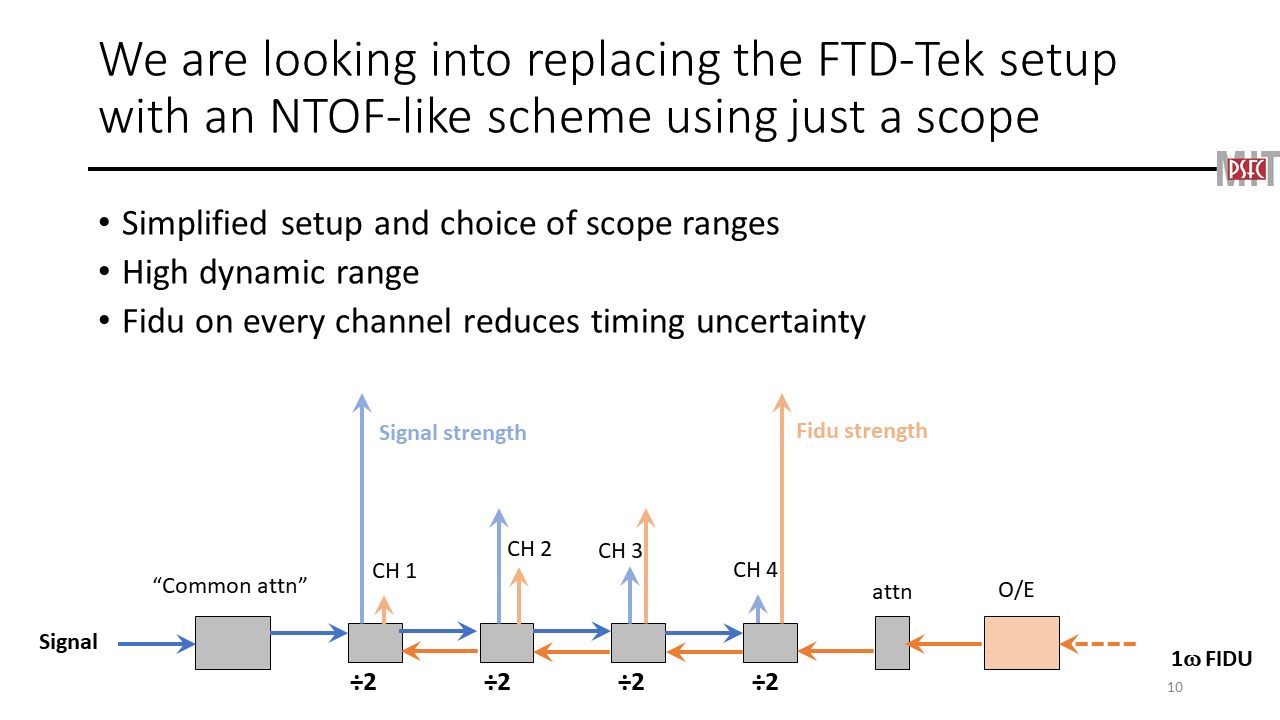 We are looking into replacing the FTD-Tek setup
with an NTOF-like scheme using just a scope
MIT
PSFC
• Simplified setup and choice of scope ranges
• High dynamic range
• Fidu on every channel reduces timing uncertainty
Signal strength
Fidu strength
CH 2
CH 3
CH 1
CH 4
“Common attn”
attn
O/E
Signal
1ω FIDU
÷2
÷2
÷2
÷2
10